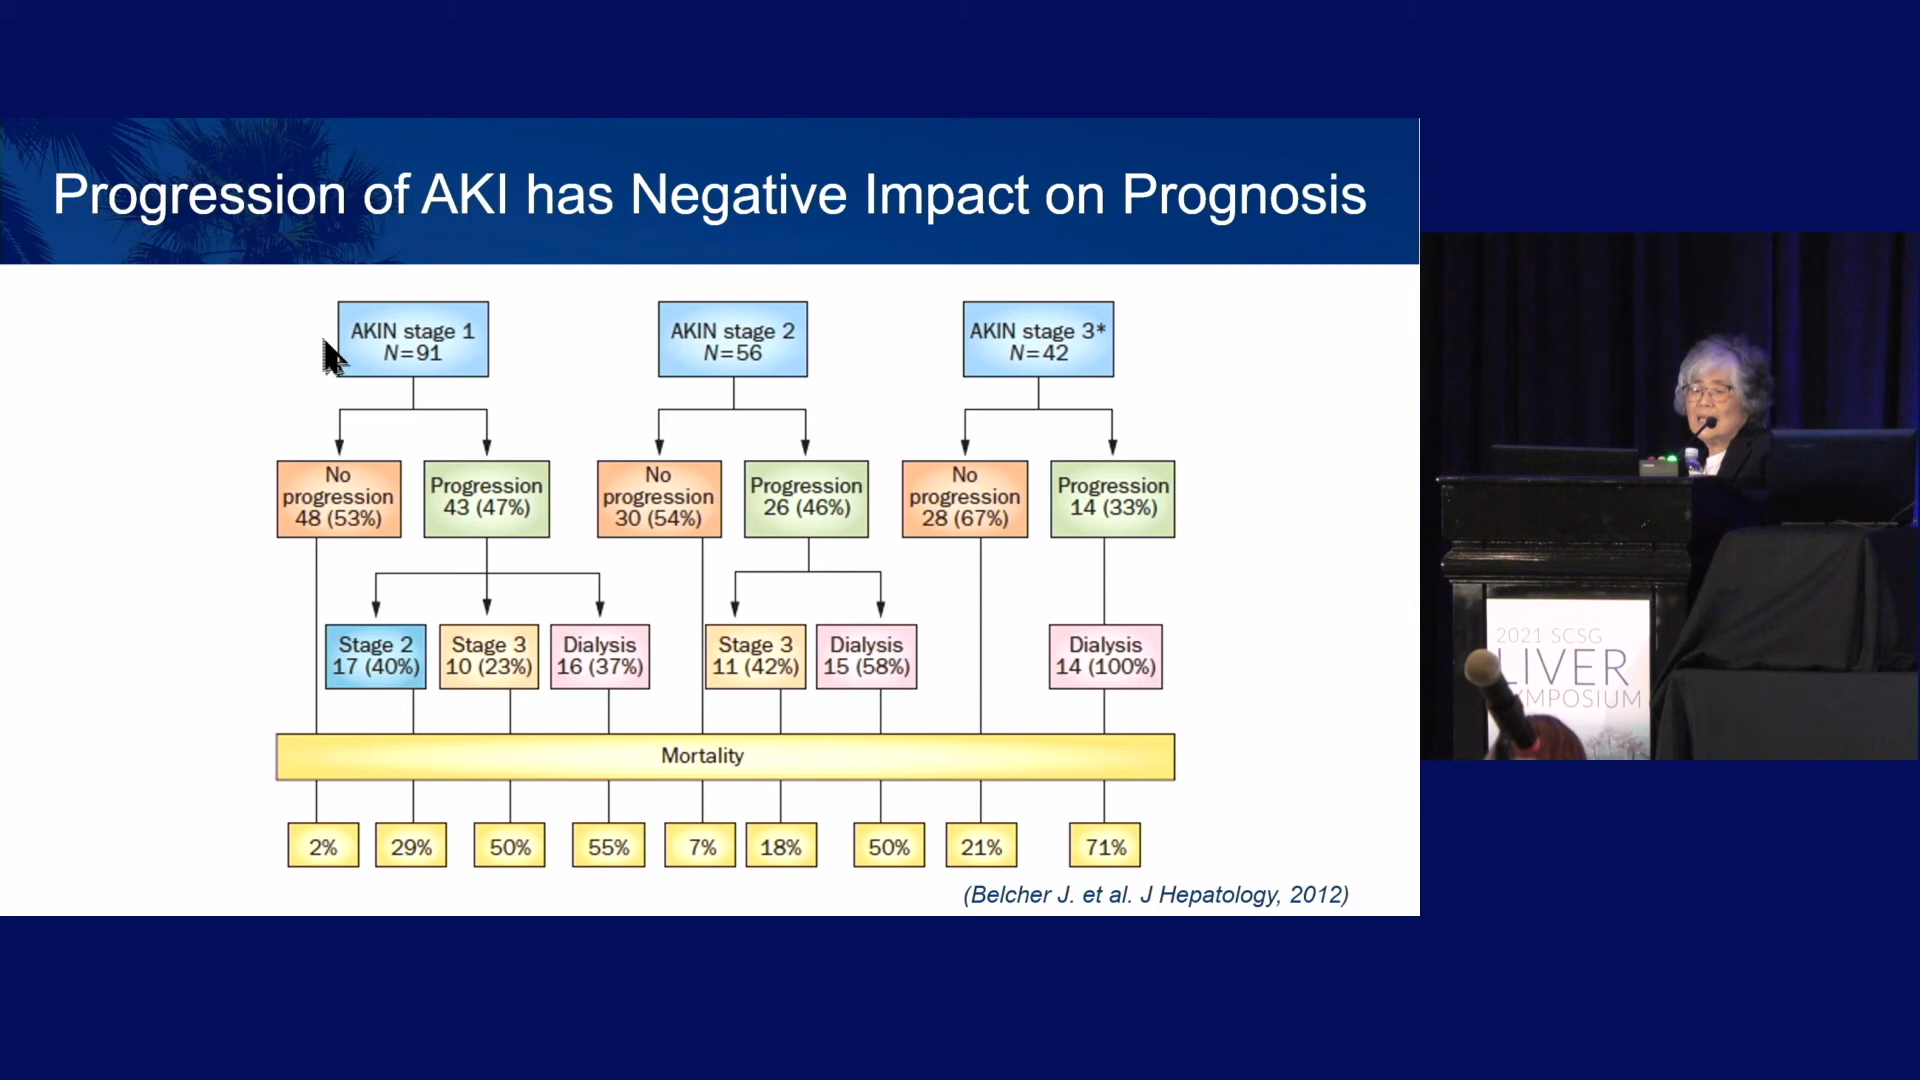 Progression of AKI has Negative Impact on Prognosis
AKIN stage 1
N=91
AKIN stage 2
N=56
AKIN stage 3*
N=42
No
progression
48 (53%)
Progression
43 (47%)
No
progression
30 (54%)
Progression
26 (46%)
No
progression
28 (67%)
Progression
14 (33%)
Stage 2
17 (40%)
Stage 3
10 (23%)
Dialysis
16 (37%)
Stage 3
11 (42%)
Dialysis
15 (58%)
Dialysis
14 (100%)
Mortality
2%
29%
50%
55%
7%
18%
50%
21%
71%
(Belcher J. et al. J Hepatology, 2012)
2021 SCSG
LIVER
YMPOSIUM